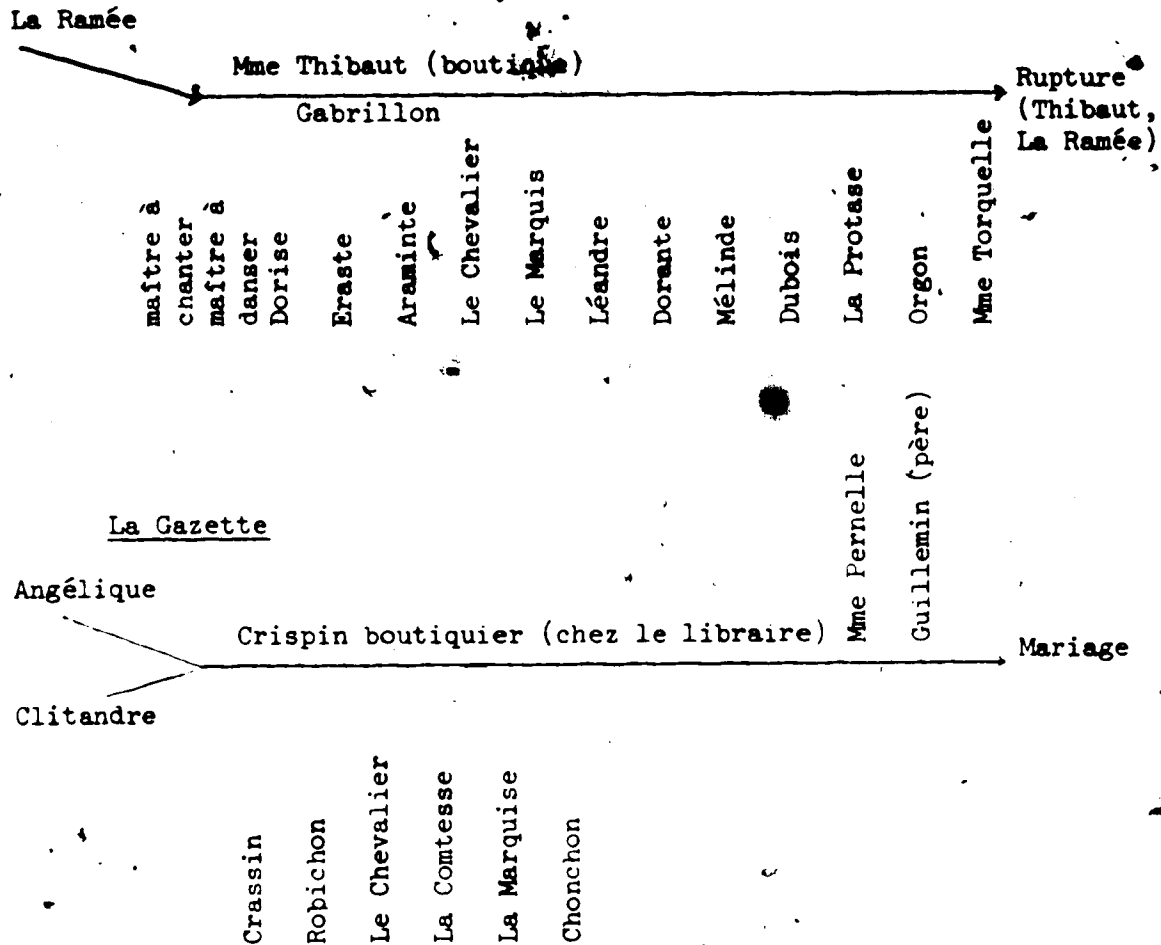 La Ramée
Mme Thibaut (boutique)
Gabrillon
Rupture
(Thibaut,
La Ramée)
maître à
chanter
maître à
danser
Dorise
Eraste
Araminte
Le Chevalier
Le Marquis
Léandre
Dorante
Mélinde
Dubois
La Protase
Orgon
Mme Torquelle
La Gazette
Angélique
Clitandre
Crispin boutiquier (chez le libraire)
Mme Pernelle
Guillemin (père)
Mariage
Crassin
Robichon
Le Chevalier
La Comtesse
La Marquise
Chonchon